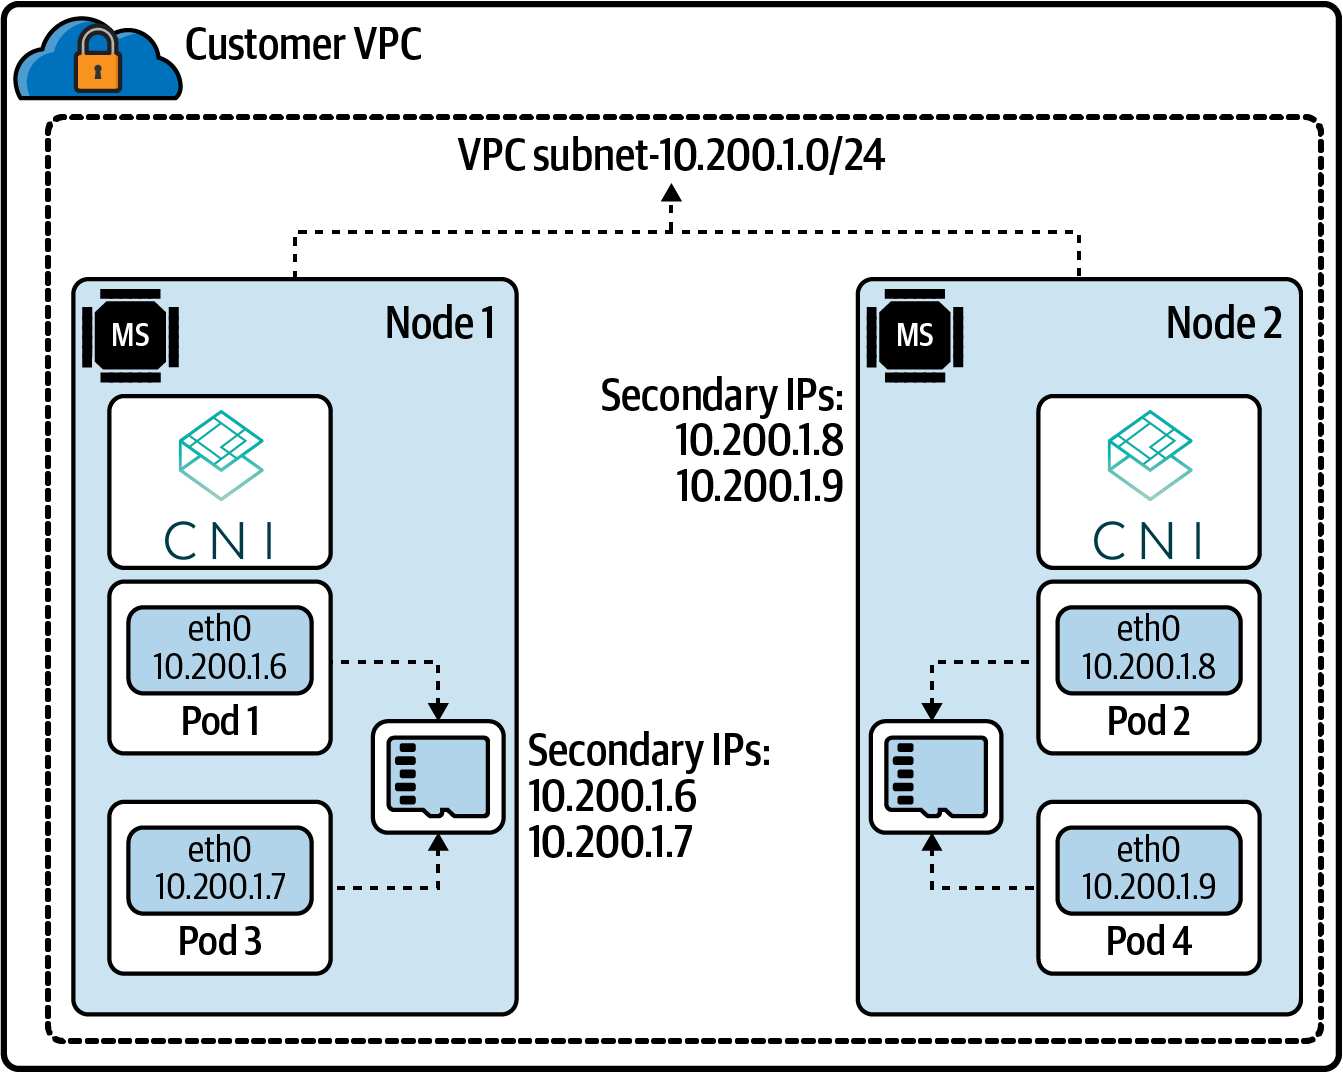 Customer VPC
VPC subnet-10.200.1.0/24
MS
Node 1
CNI
eth0
10.200.1.6
Pod 1
eth0
10.200.1.7
Pod 3
Secondary IPs:
10.200.1.6
10.200.1.7
Secondary IPs:
10.200.1.8
10.200.1.9
MS
Node 2
CNI
eth0
10.200.1.8
Pod 2
eth0
10.200.1.9
Pod 4